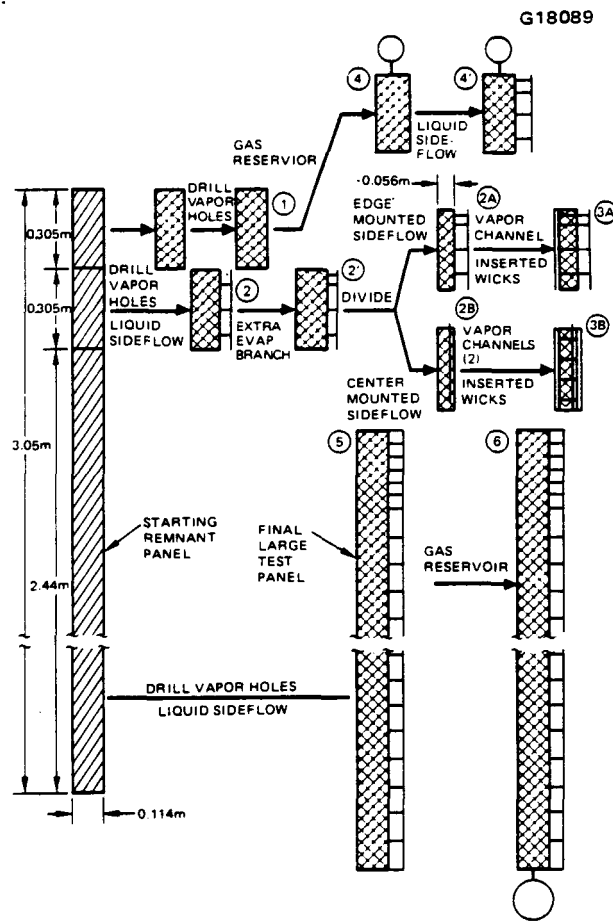 G18089
4
4'
GAS
RESERVIOR
LIQUID
SIDE-
FLOW
DRILL
VAPOR
HOLES
1
0.305m
-0.056m
2A
3A
EDGE
MOUNTED
SIDEFLOW
VAPOR
CHANNEL
INSERTED
WICKS
DRILL
VAPOR
HOLES
LIQUID
SIDEFLOW
0.305m
2
2'
EXTRA
EVAP
BRANCH
DIVIDE
2B
3B
VAPOR
CHANNELS
(2)
INSERTED
WICKS
CENTER
MOUNTED
SIDEFLOW
3.05m
5
6
STARTING
REMNANT
PANEL
FINAL
LARGE
TEST
PANEL
GAS
RESERVOIR
2.44m
DRILL VAPOR HOLES
LIQUID SIDEFLOW
0.114m